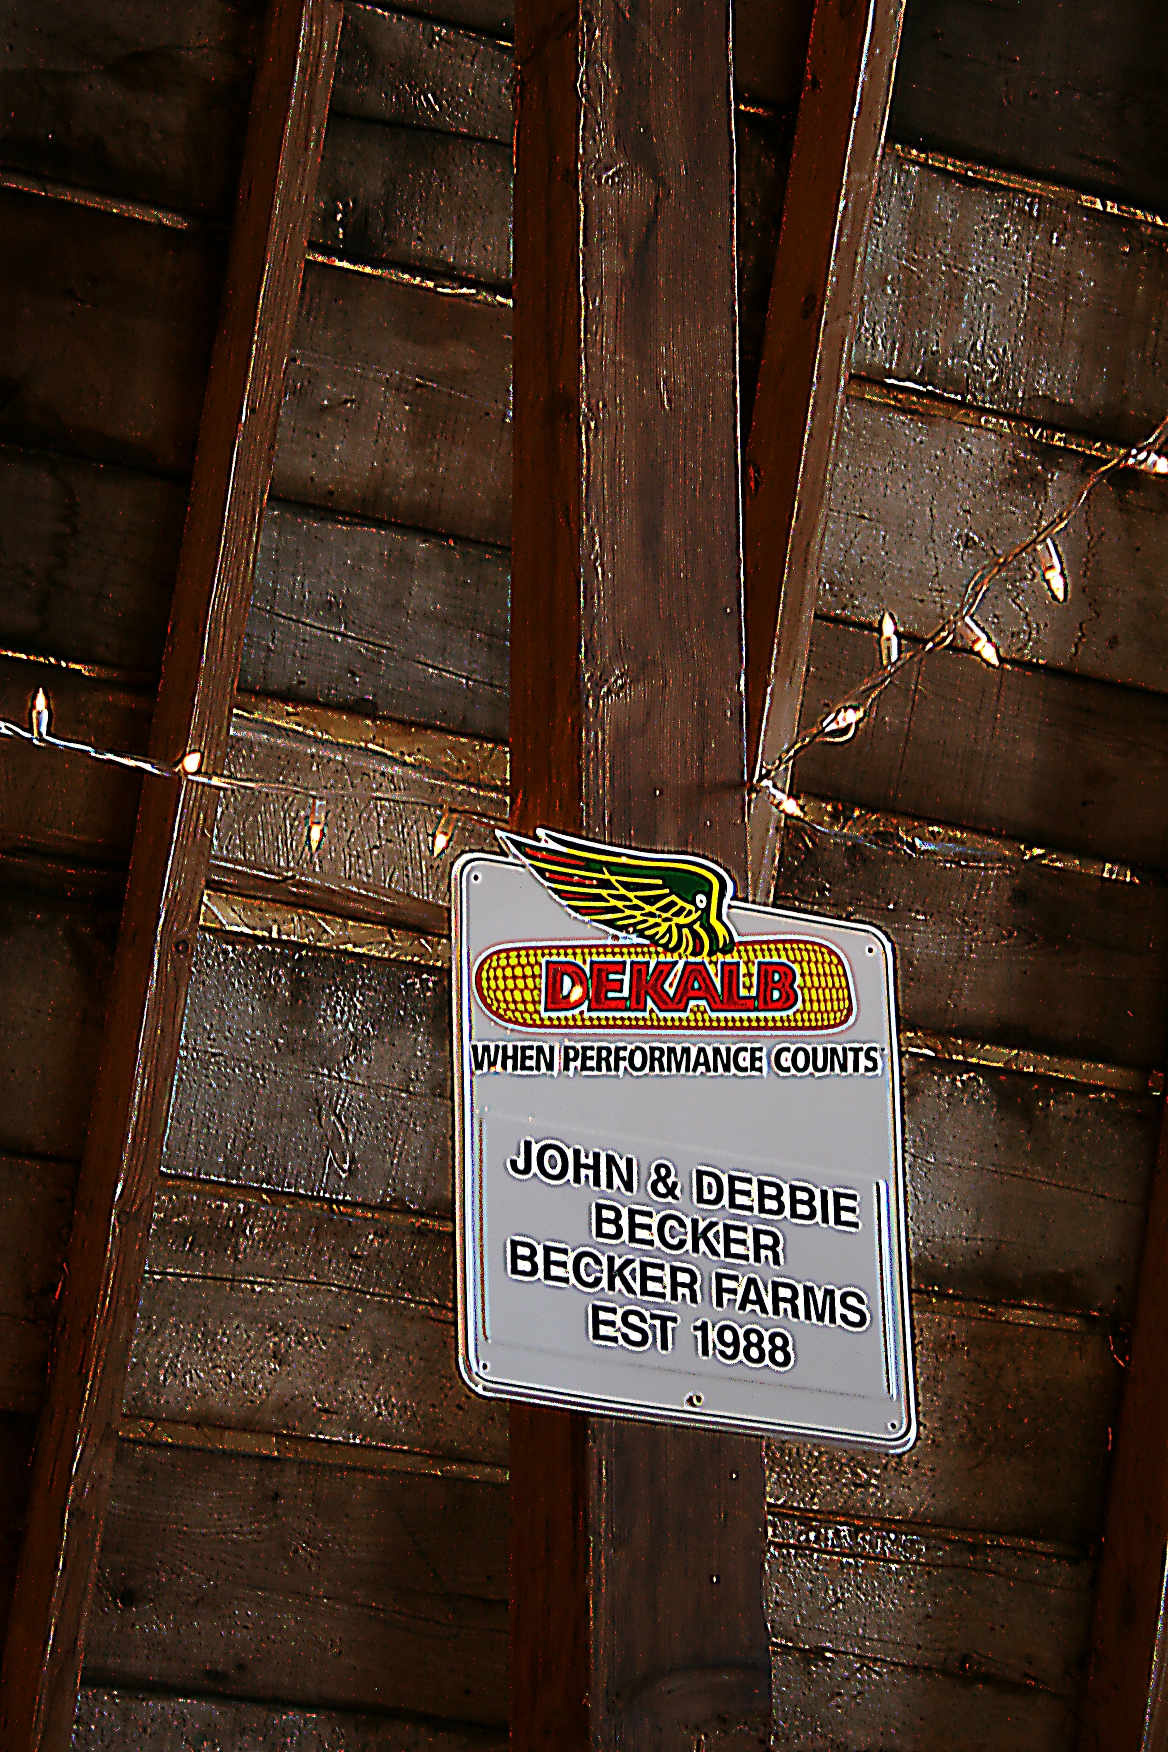 DEKALB
WHEN PERFORMANCE COUNTS
JOHN & DEBBIE
BECKER
BECKER FARMS
EST 1988